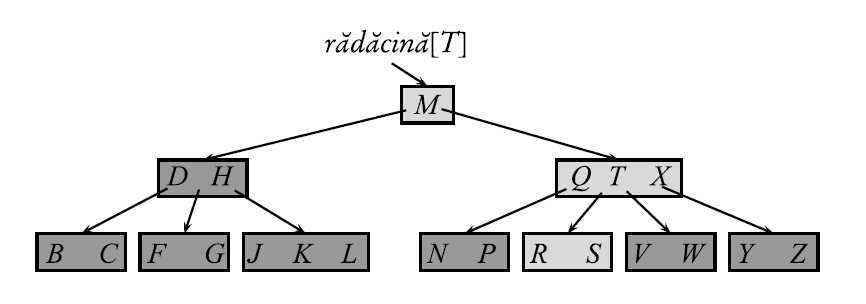 rădăcină[T]
M
D H Q T X
B C F G J K L N P R S V W Y Z